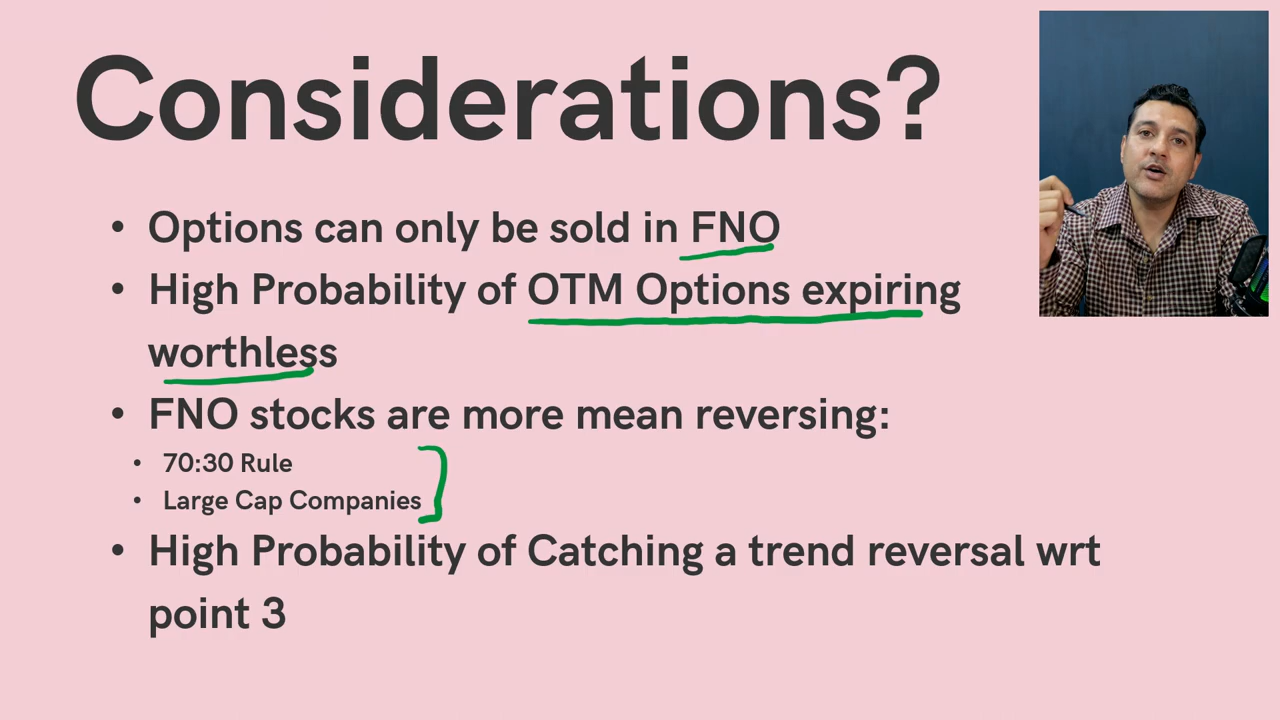 Considerations?
• Options can only be sold in FNO
• High Probability of OTM Options expiring
worthless
• FNO stocks are more mean reversing:
• 70:30 Rule
• Large Cap Companies
• High Probability of Catching a trend reversal wrt
point 3